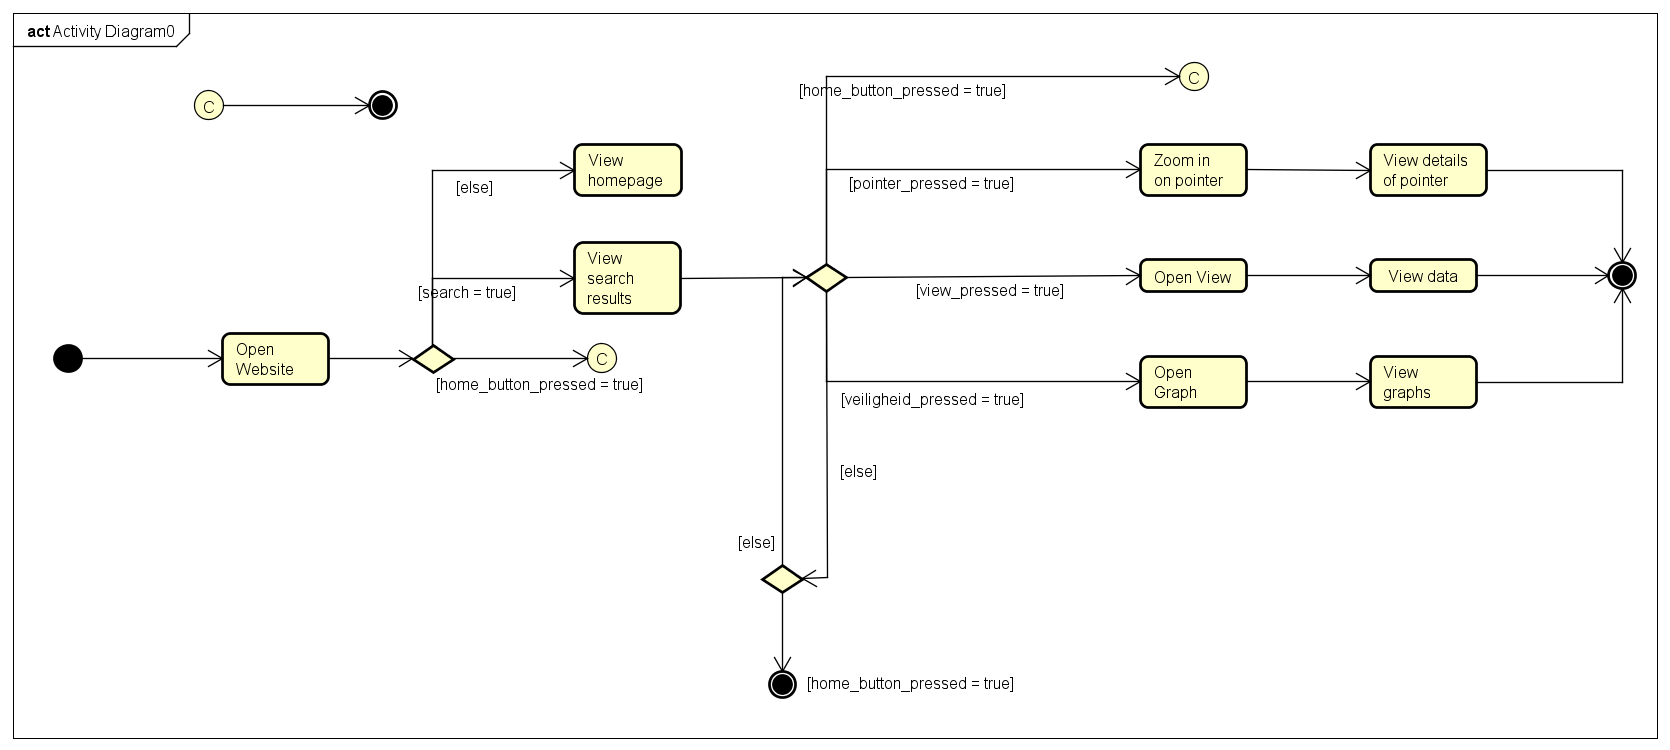 act Activity Diagram0
C
C
[home_button_pressed = true]
View
homepage
[else]
Zoom in
on pointer
View details
of pointer
[pointer_pressed = true]
View
search
results
[search = true]
Open View
View data
[view_pressed = true]
Open
Website
C
[home_button_pressed = true]
Open
Graph
View
graphs
[veiligheid_pressed = true]
[else]
[else]
[home_button_pressed = true]